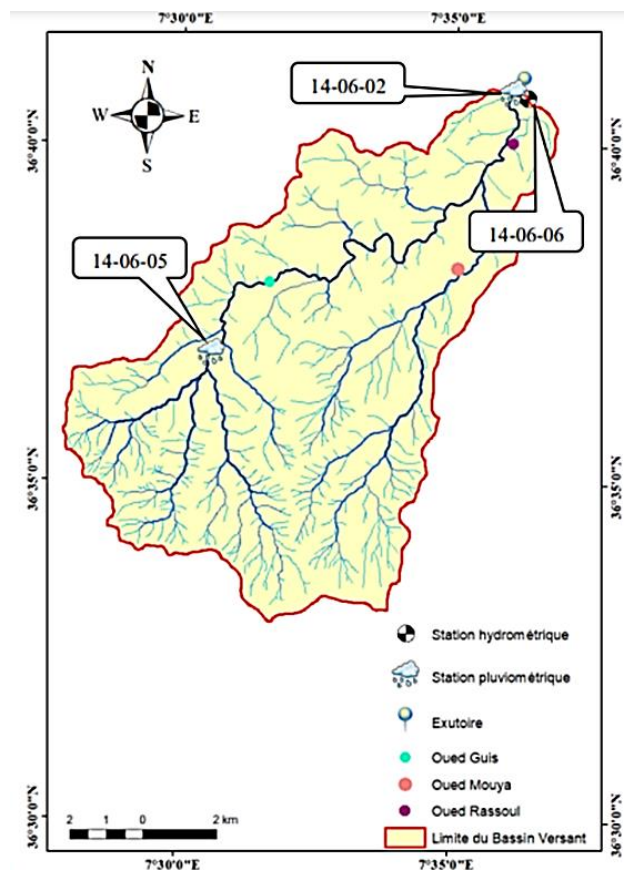 7°30'0"E
7°35'0"E
N
W
E
S
14-06-02
36°40'0"N
36°40'0"N
14-06-06
14-06-05
36°35'0"N
36°35'0"N
Station hydrométrique
Station pluviométrique
Exutoire
Oued Guis
Oued Mouya
Oued Rassoul
Limite du Bassin Versant
2 1 0 2 km
36°30'0"N
36°30'0"N
7°30'0"E
7°35'0"E